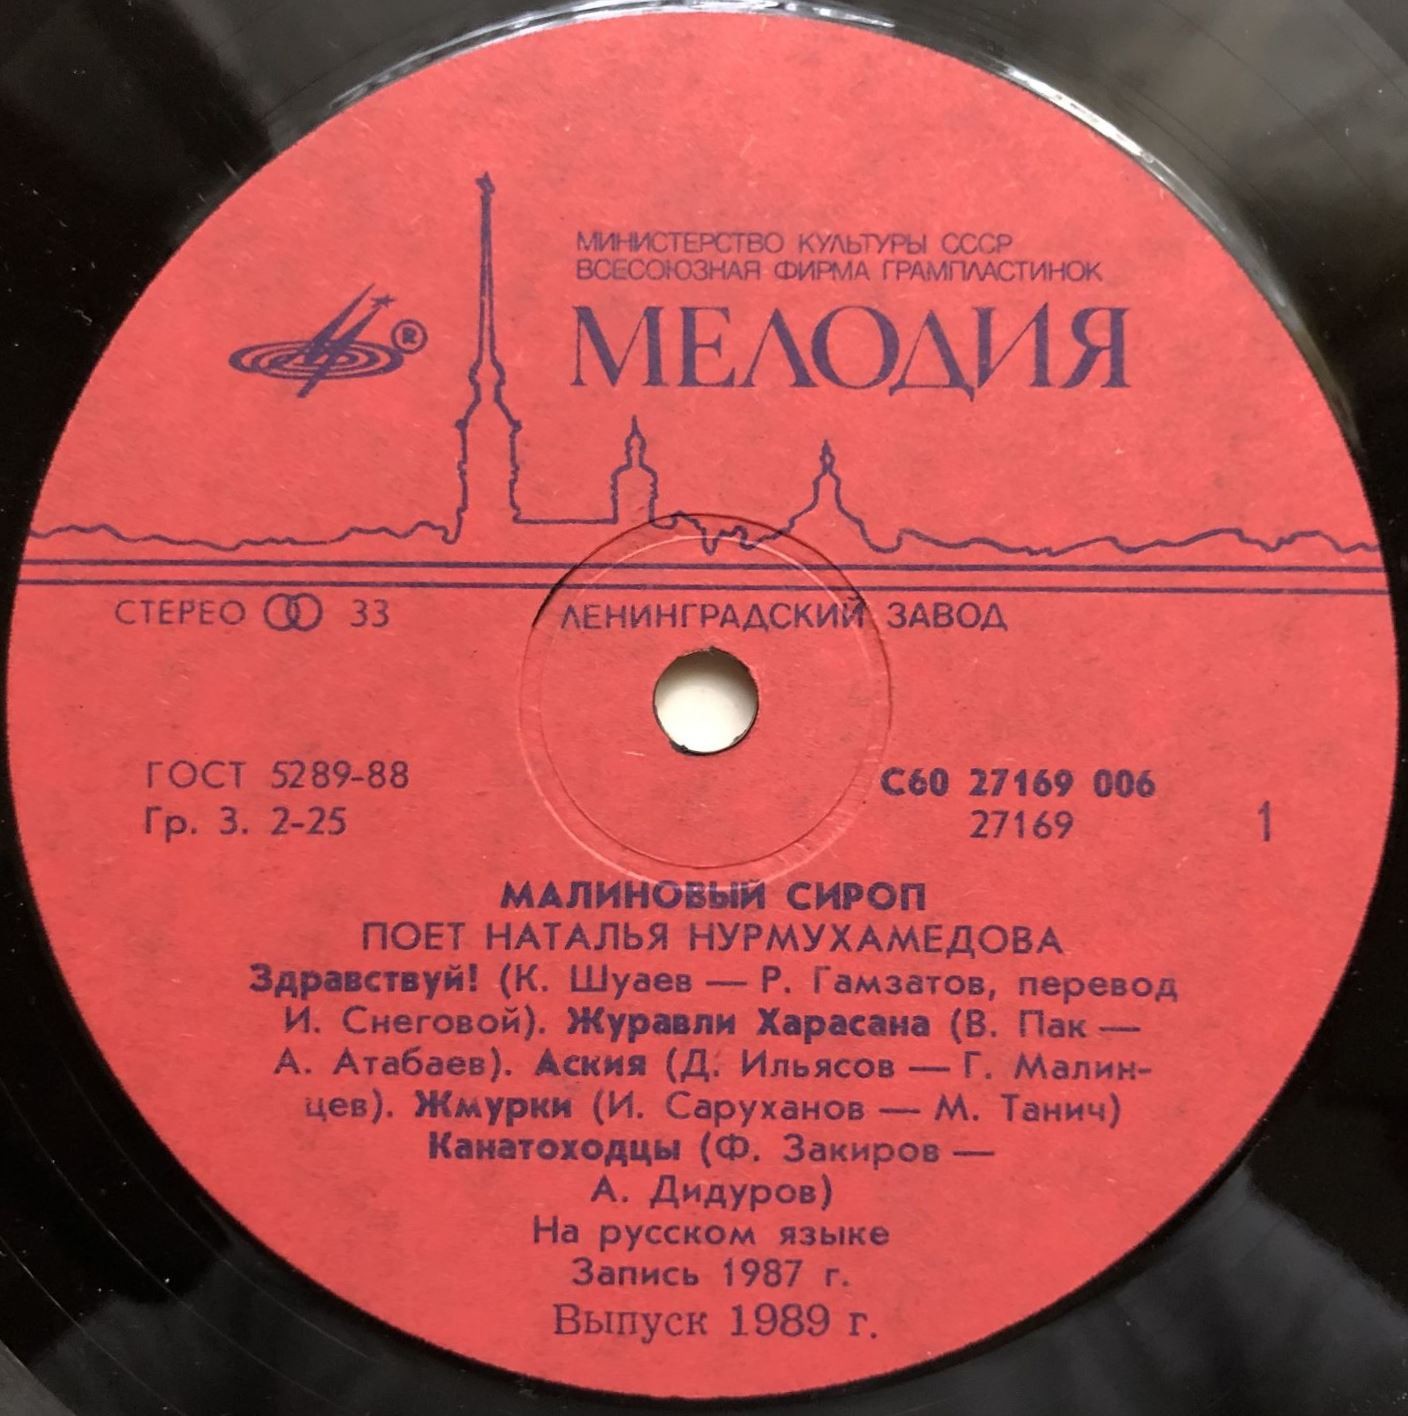 МИНИСТЕРСТВО КУЛЬТУРЫ СССР
ВСЕСОЮЗНАЯ ФИРМА ГРАМПЛАСТИНОК
МЕЛОДИЯ
®
СТЕРЕО 33
ЛЕНИНГРАДСКИЙ ЗАВОД
ГОСТ 5289-88
Гр. 3. 2-25
С60 27169 006
27169
1
МАЛИНОВЫЙ СИРОП
ПОЕТ НАТАЛЬЯ НУРМУХАМЕДОВА
Здравствуй! (К. Шуаев — Р. Гамзатов, перевод
И. Снеговой). Журавли Харасана (В. Пак —
А. Атабаев). Аския (Д. Ильясов — Г. Малин-
цев). Жмурки (И. Саруханов — М. Танич)
Канатоходцы (Ф. Закиров —
А. Дидуров)
На русском языке
Запись 1987 г.
Выпуск 1989 г.